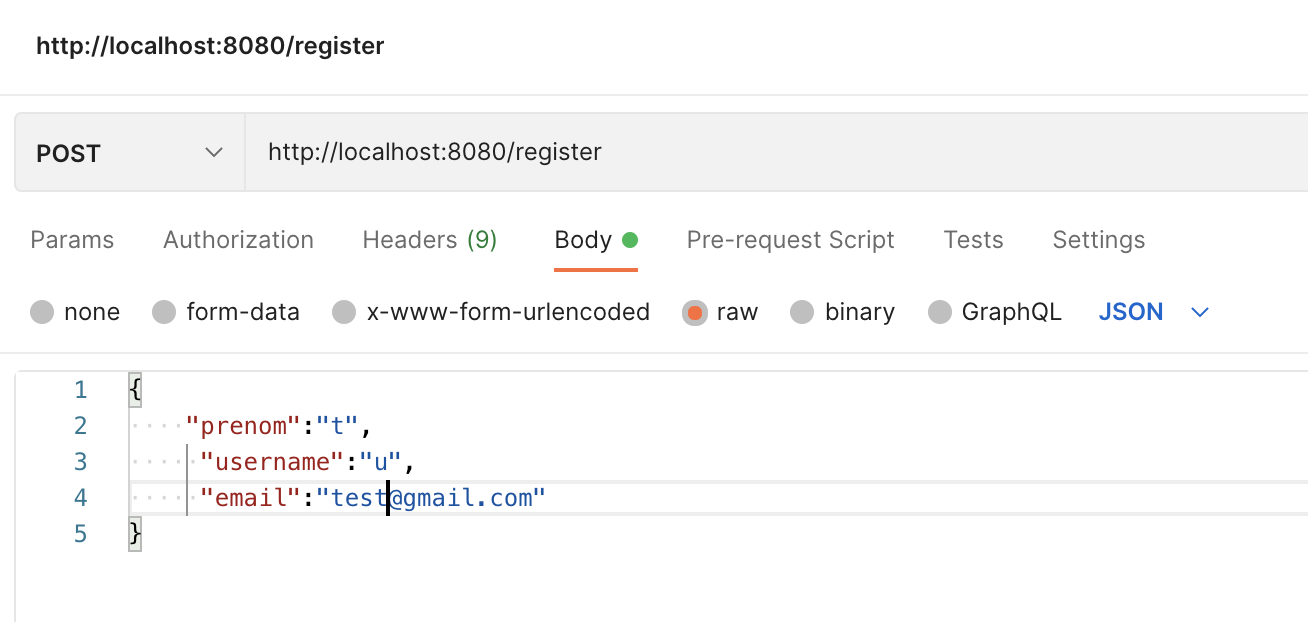 http://localhost:8080/register
POST http://localhost:8080/register
Params Authorization Headers (9) Body Pre-request Script Tests Settings
none form-data x-www-form-urlencoded raw binary GraphQL JSON
1 {
2 "prenom":"t",
3 "username":"u",
4 "email":"test@gmail.com"
5 }